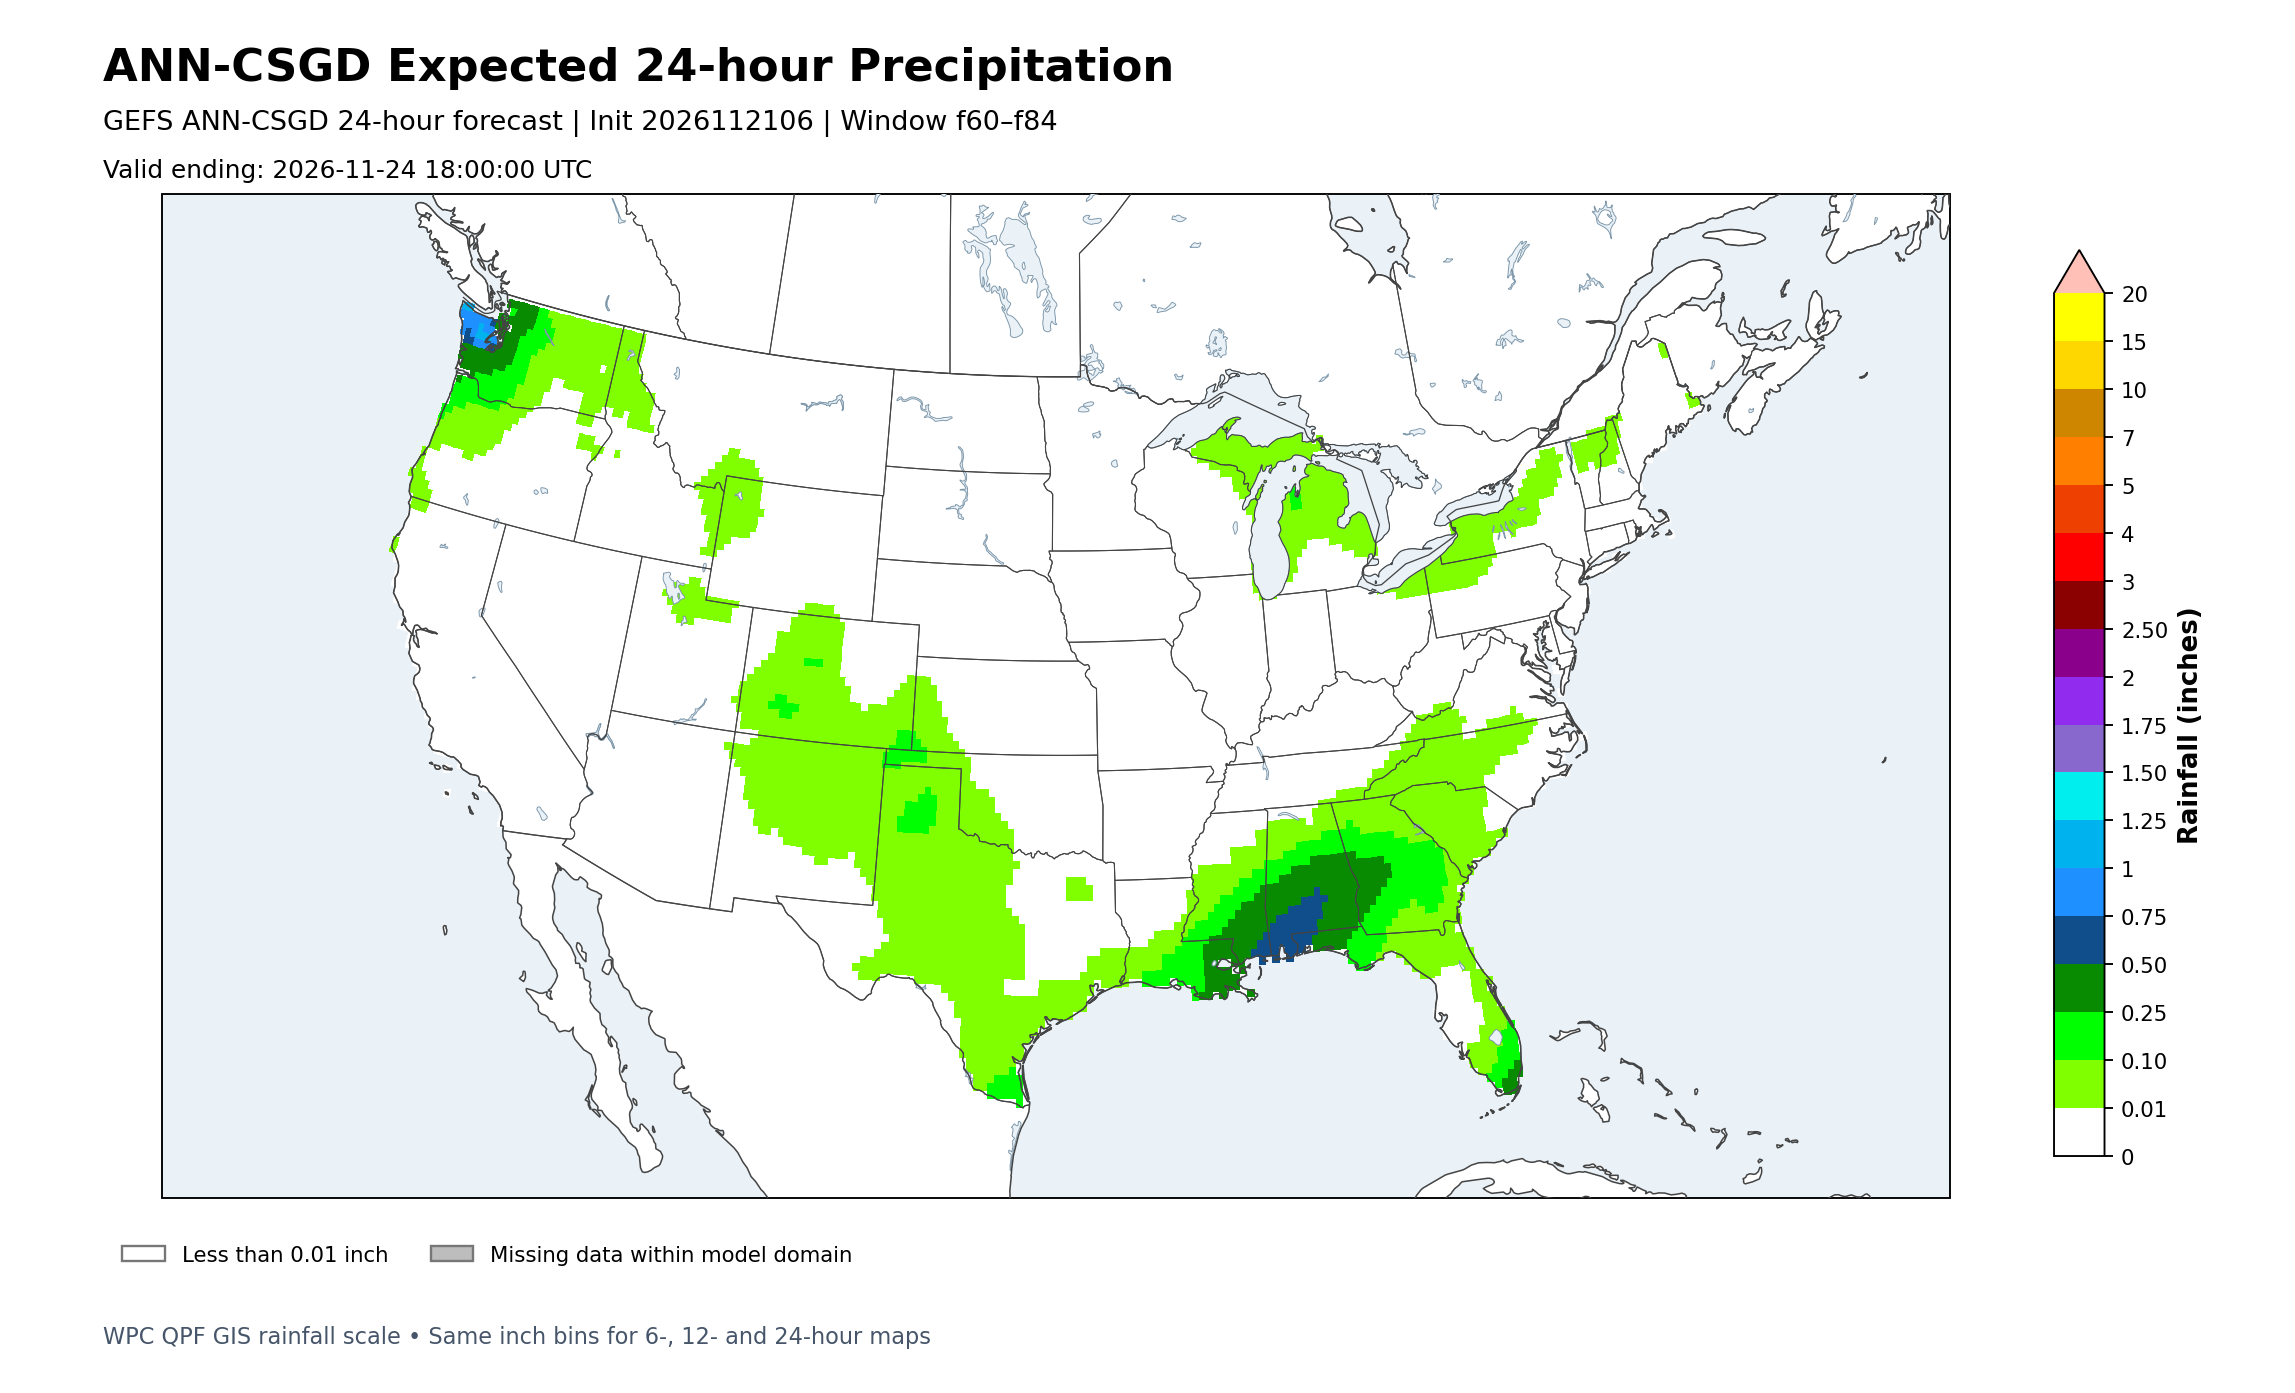 ANN-CSGD Expected 24-hour Precipitation
GEFS ANN-CSGD 24-hour forecast | Init 2026112106 | Window f60–f84
Valid ending: 2026-11-24 18:00:00 UTC
20
15
10
7
5
4
3
2.50
2
1.75
1.50
1.25
1
0.75
0.50
0.25
0.10
0.01
0
Rainfall (inches)
Less than 0.01 inch
Missing data within model domain
WPC QPF GIS rainfall scale • Same inch bins for 6-, 12- and 24-hour maps